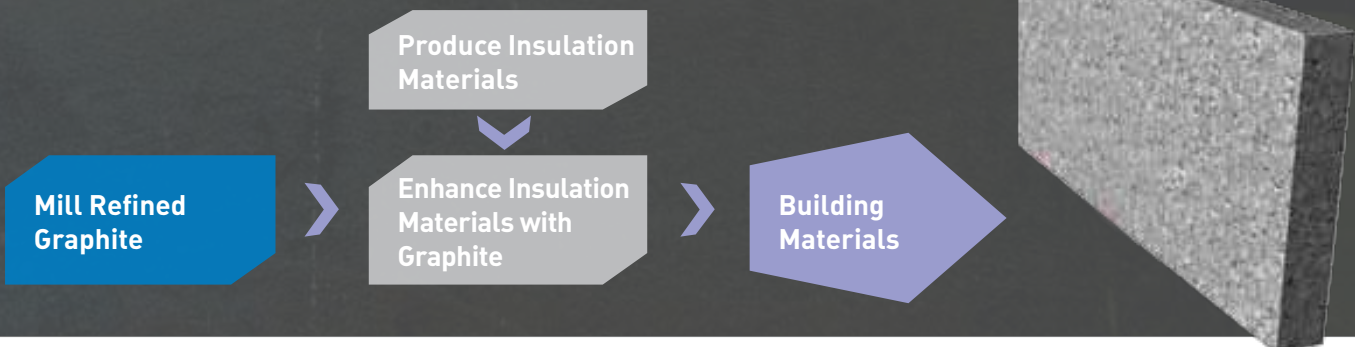 Produce Insulation
Materials
Mill Refined
Graphite
Enhance Insulation
Materials with
Graphite
Building
Materials